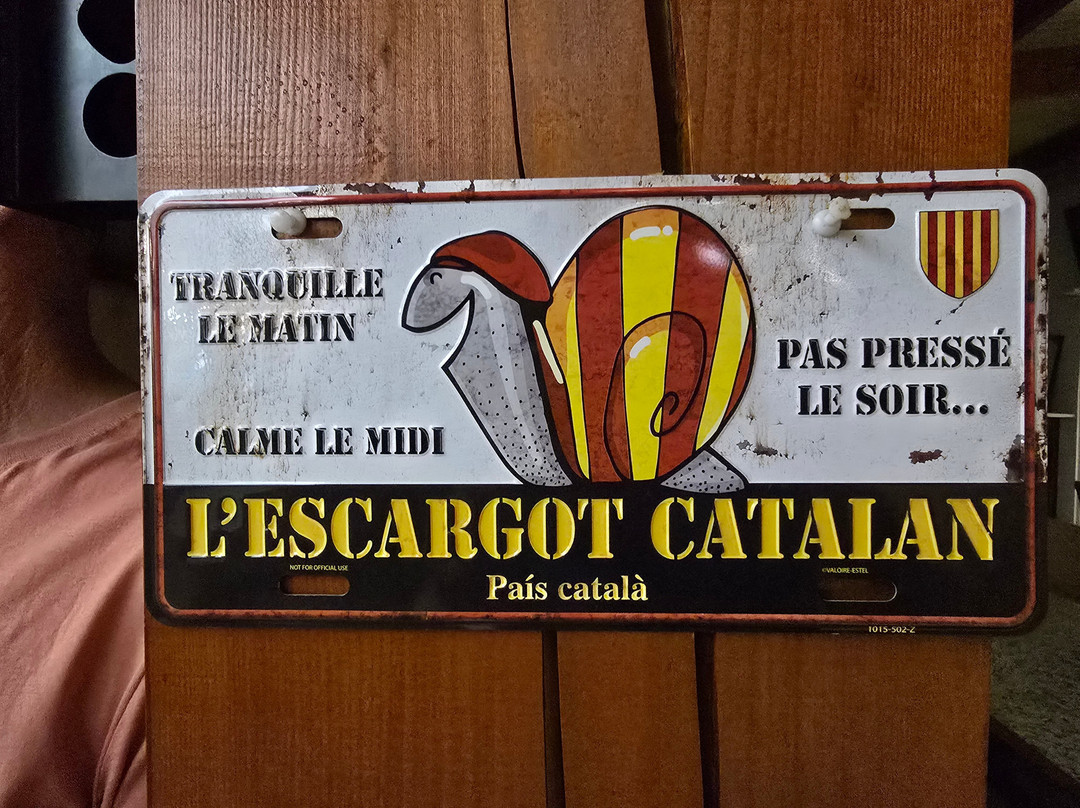 TRANQUILLE
LE MATIN
CALME LE MIDI
PAS PRESSÉ
LE SOIR...
L'ESCARGOT CATALAN
NOT FOR OFFICIAL USE
©VALOIRE-ESTEL
País català
1015-502-Z